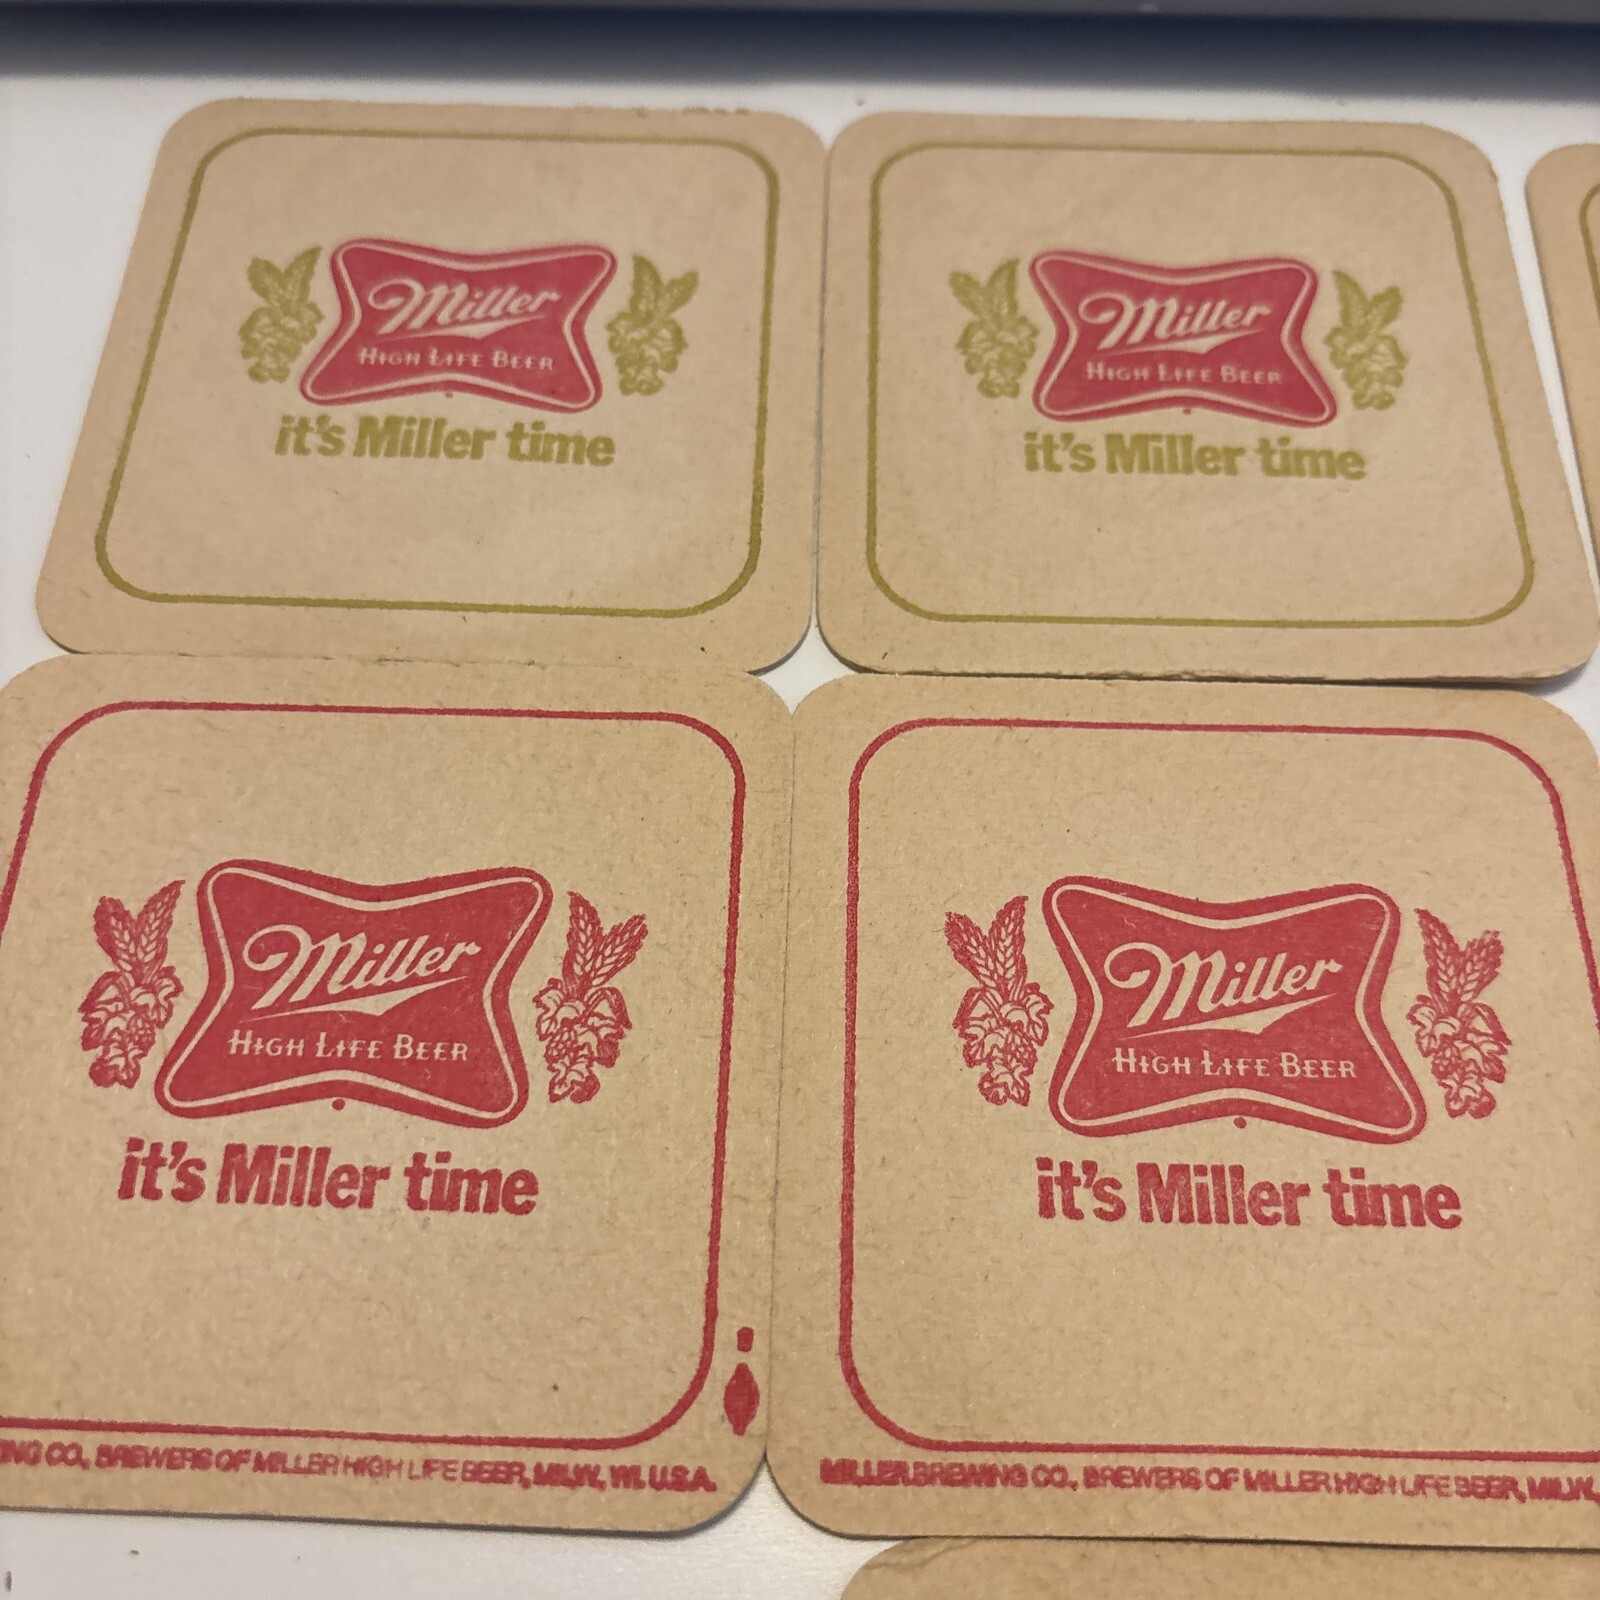 Miller
HIGH LIFE BEER
it's Miller time
Miller
HIGH LIFE BEER
it's Miller time
Miller
HIGH LIFE BEER
it's Miller time
CO., BREWERS OF MILLER HIGH LIFE BEER, MILW., WI. U.S.A.
Miller
HIGH LIFE BEER
it's Miller time
MILLER BREWING CO., BREWERS OF MILLER HIGH LIFE BEER, MILW.,